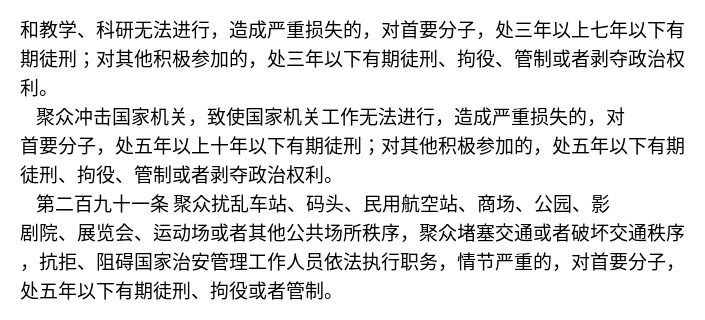 和教学、科研无法进行，造成严重损失的，对首要分子，处三年以上七年以下有
期徒刑；对其他积极参加的，处三年以下有期徒刑、拘役、管制或者剥夺政治权
利。
聚众冲击国家机关，致使国家机关工作无法进行，造成严重损失的，对
首要分子，处五年以上十年以下有期徒刑；对其他积极参加的，处五年以下有期
徒刑、拘役、管制或者剥夺政治权利。
第二百九十一条 聚众扰乱车站、码头、民用航空站、商场、公园、影
剧院、展览会、运动场或者其他公共场所秩序，聚众堵塞交通或者破坏交通秩序
，抗拒、阻碍国家治安管理工作人员依法执行职务，情节严重的，对首要分子，
处五年以下有期徒刑、拘役或者管制。